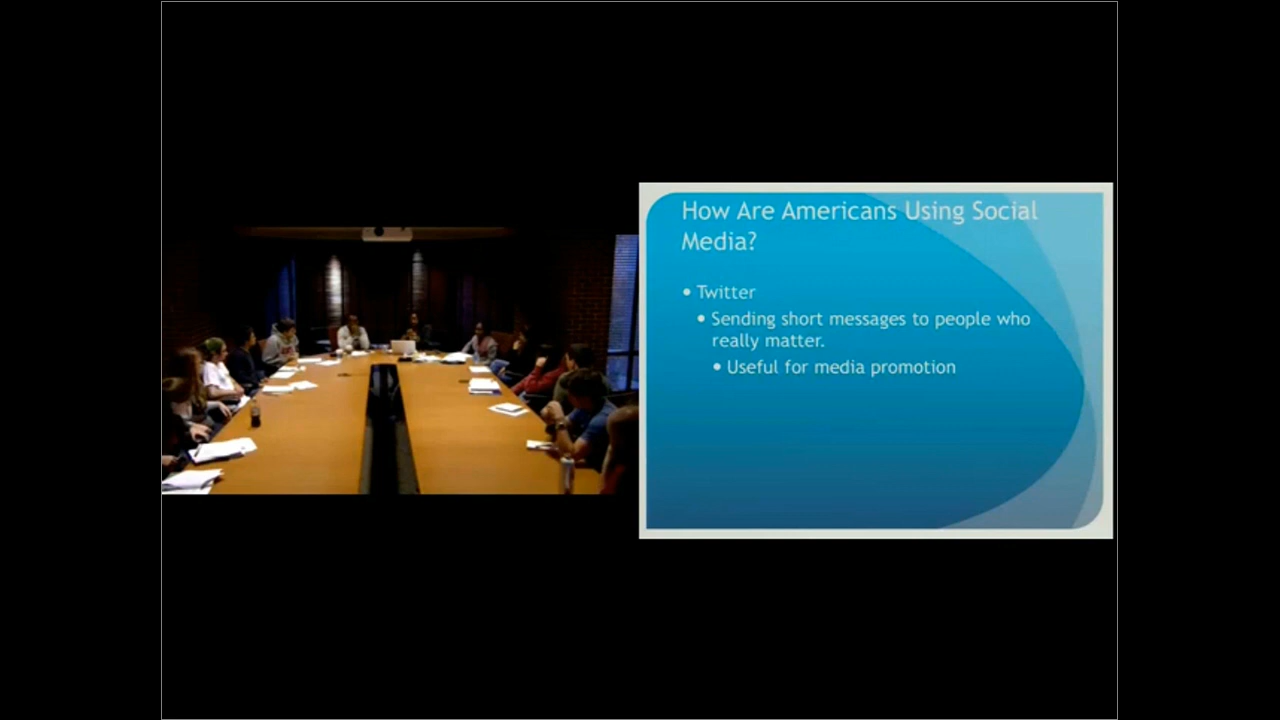 How Are Americans Using Social
Media?
• Twitter
• Sending short messages to people who
really matter.
• Useful for media promotion